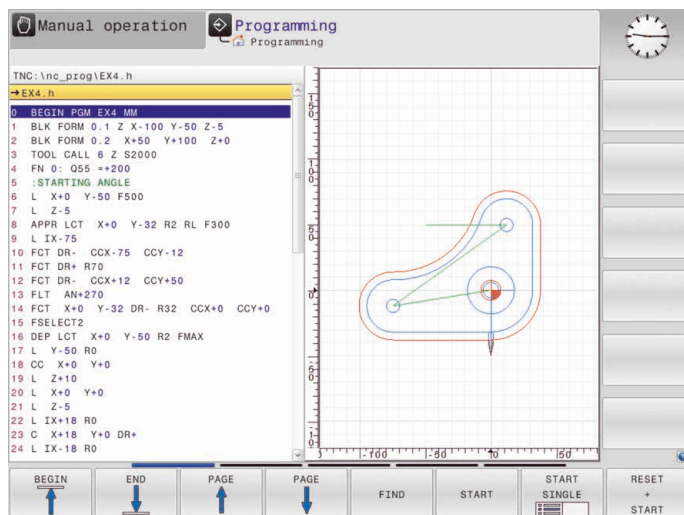 Manual operation
Programming
Programming
TNC:\nc_prog\EX4.h
→EX4.h
0 BEGIN PGM EX4 MM
1 BLK FORM 0.1 Z X-100 Y-50 Z-5
2 BLK FORM 0.2 X+50 Y+100 Z+0
3 TOOL CALL 6 Z S2000
4 FN 0: Q55 =+200
5 ;STARTING ANGLE
6 L X+0 Y-50 F500
7 L Z-5
8 APPR LCT X+0 Y-32 R2 RL F300
9 L IX-75
10 FCT DR- CCX-75 CCY-12
11 FCT DR+ R70
12 FCT DR- CCX+12 CCY+50
13 FLT AN+270
14 FCT X+0 Y-32 DR- R32 CCX+0 CCY+0
15 FSELECT2
16 DEP LCT X+0 Y-50 R2 FMAX
17 L Y-50 R0
18 CC X+0 Y+0
19 L Z+10
20 L X+0 Y+0
21 L Z-5
22 L IX+18 R0
23 C X+18 Y+0 DR+
24 L IX-18 R0
150
100
50
0
-50
-100
-50
0
50
BEGIN
END
PAGE
PAGE
FIND
START
START
SINGLE
RESET
+
START